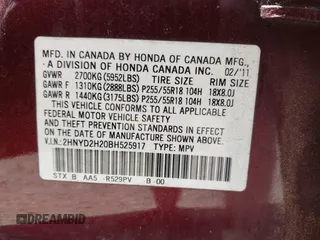 MFD. IN CANADA BY HONDA OF CANADA MFG.,
A DIVISION OF HONDA CANADA INC. 02/'11
GVWR 2700KG(5952LBS) TIRE SIZE RIM SIZE
GAWR F 1310KG(2888LBS) P255/55R18 104H 18X8.0J
GAWR R 1440KG(3175LBS) P255/55R18 104H 18X8.0J
THIS VEHICLE CONFORMS TO ALL APPLICABLE
FEDERAL MOTOR VEHICLE SAFETY AND THEFT
PREVENTION STANDARDS IN EFFECT ON THE DATE
OF MANUFACTURE SHOWN ABOVE.
V.I.N.:2HNYD2H20BH525917 TYPE: MPV
STX B AA5 R529PV B-00
DREAMBID